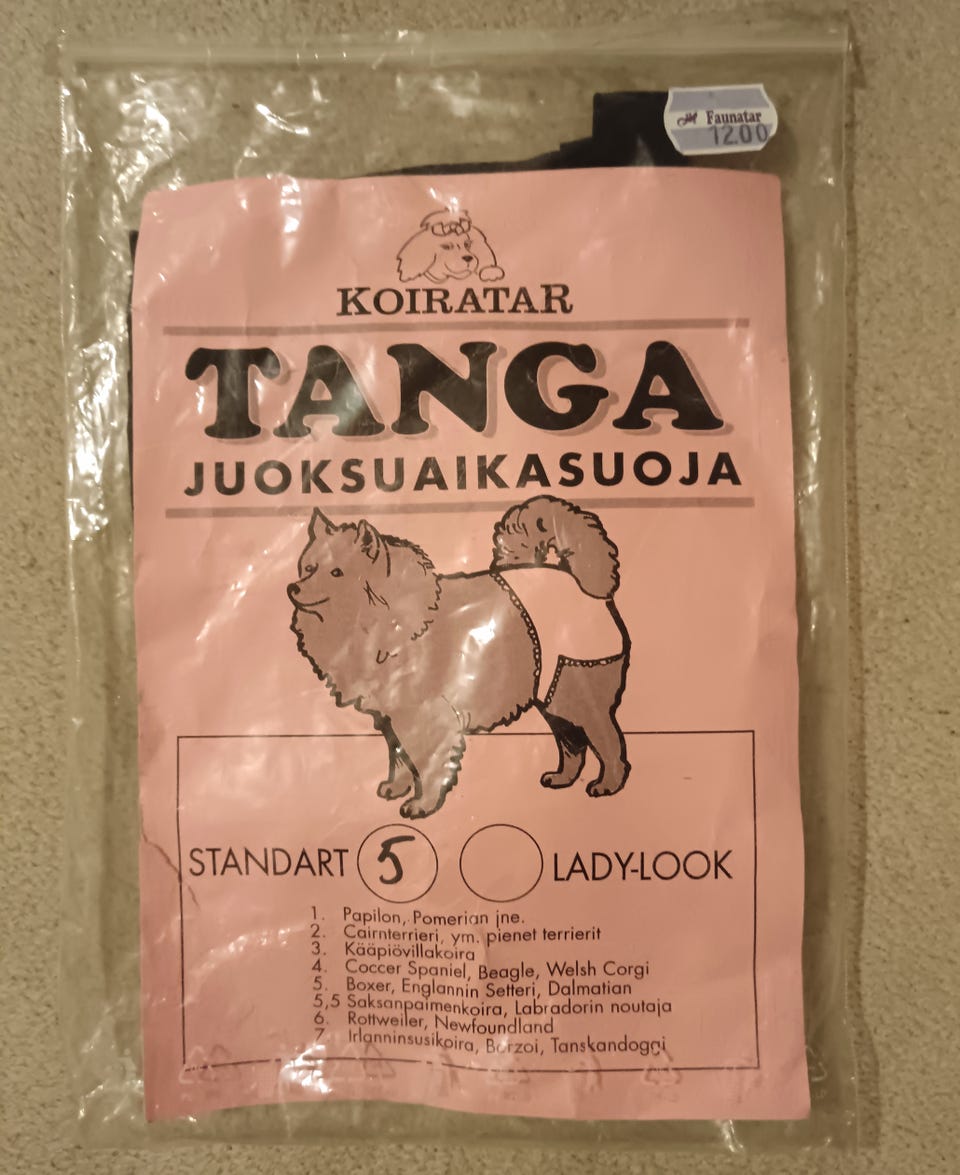 Faunatar
12.00
KOIRATAR
TANGA
JUOKSUAIKASUOJA
STANDART 5 LADY-LOOK
1. Papilon, Pomerian jne.
2. Cairnterrieri, ym. pienet terrierit
3. Kääpiövillakoira
4. Coccer Spaniel, Beagle, Welsh Corgi
5. Boxer, Englannin Setteri, Dalmatian
5,5 Saksanpaimenkoira, Labradorin noutaja
6. Rottweiler, Newfoundland
7 Irlanninsusikoira, Borzoi, Tanskandoggi